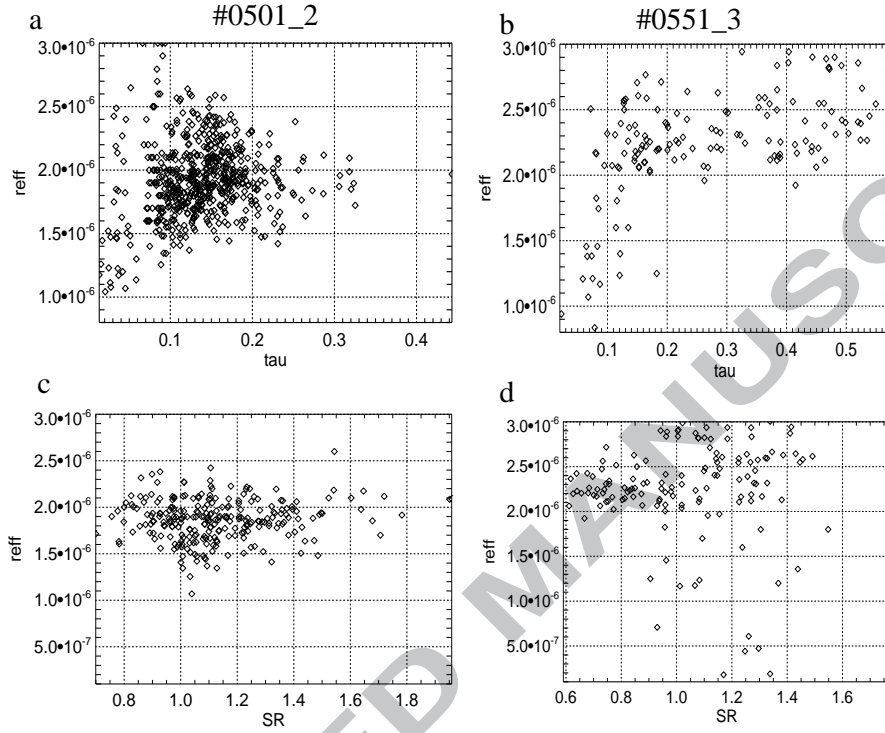 #0501_2
#0551_3
a
3.0•10-6
2.5•10-6
2.0•10-6
1.5•10-6
1.0•10-6
reff
0.1 0.2 0.3 0.4
tau
b
3.0•10-6
2.5•10-6
2.0•10-6
1.5•10-6
1.0•10-6
reff
0.1 0.2 0.3 0.4 0.5
tau
c
3.0•10-6
2.5•10-6
2.0•10-6
1.5•10-6
1.0•10-6
5.0•10-7
reff
0.8 1.0 1.2 1.4 1.6 1.8
SR
d
3.0•10-6
2.5•10-6
2.0•10-6
1.5•10-6
1.0•10-6
5.0•10-7
reff
0.6 0.8 1.0 1.2 1.4 1.6
SR
ED MANUSC